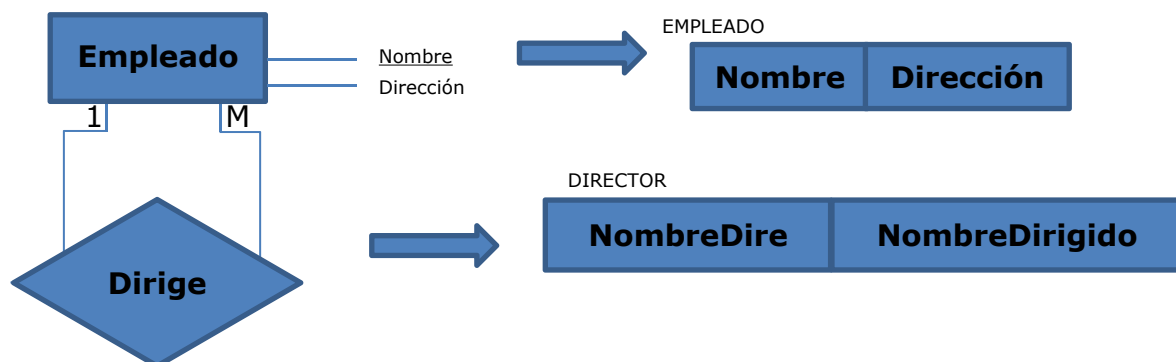 Empleado
Nombre
Dirección
1
M
Dirige
EMPLEADO
Nombre
Dirección
DIRECTOR
NombreDire
NombreDirigido